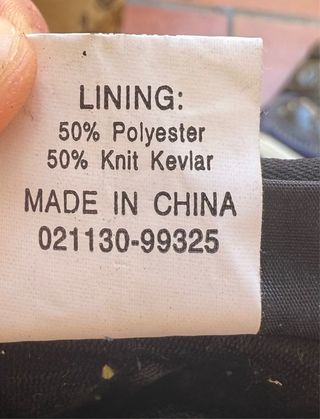 LINING:
50% Polyester
50% Knit Kevlar
MADE IN CHINA
021130-99325